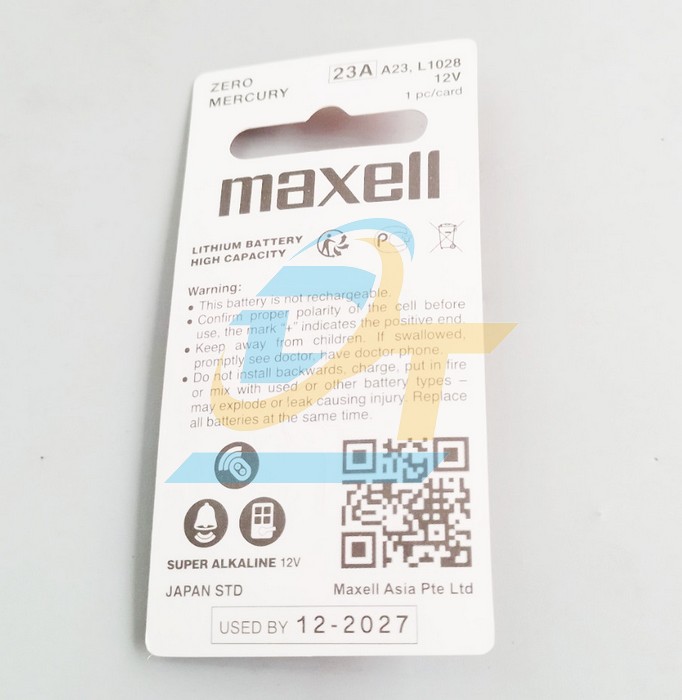 ZERO
MERCURY
23A A23, L1028
12V
1 pc/card
maxell
LITHIUM BATTERY
HIGH CAPACITY
Warning:
• This battery is not rechargeable.
• Confirm proper polarity of the cell before
use, the mark "+" indicates the positive end.
• Keep away from children. If swallowed,
promptly see doctor, have doctor phone.
• Do not install backwards, charge, put in fire
or mix with used or other battery types –
may explode or leak causing injury. Replace
all batteries at the same time.
SUPER ALKALINE 12V
JAPAN STD
Maxell Asia Pte Ltd
USED BY 12-2027